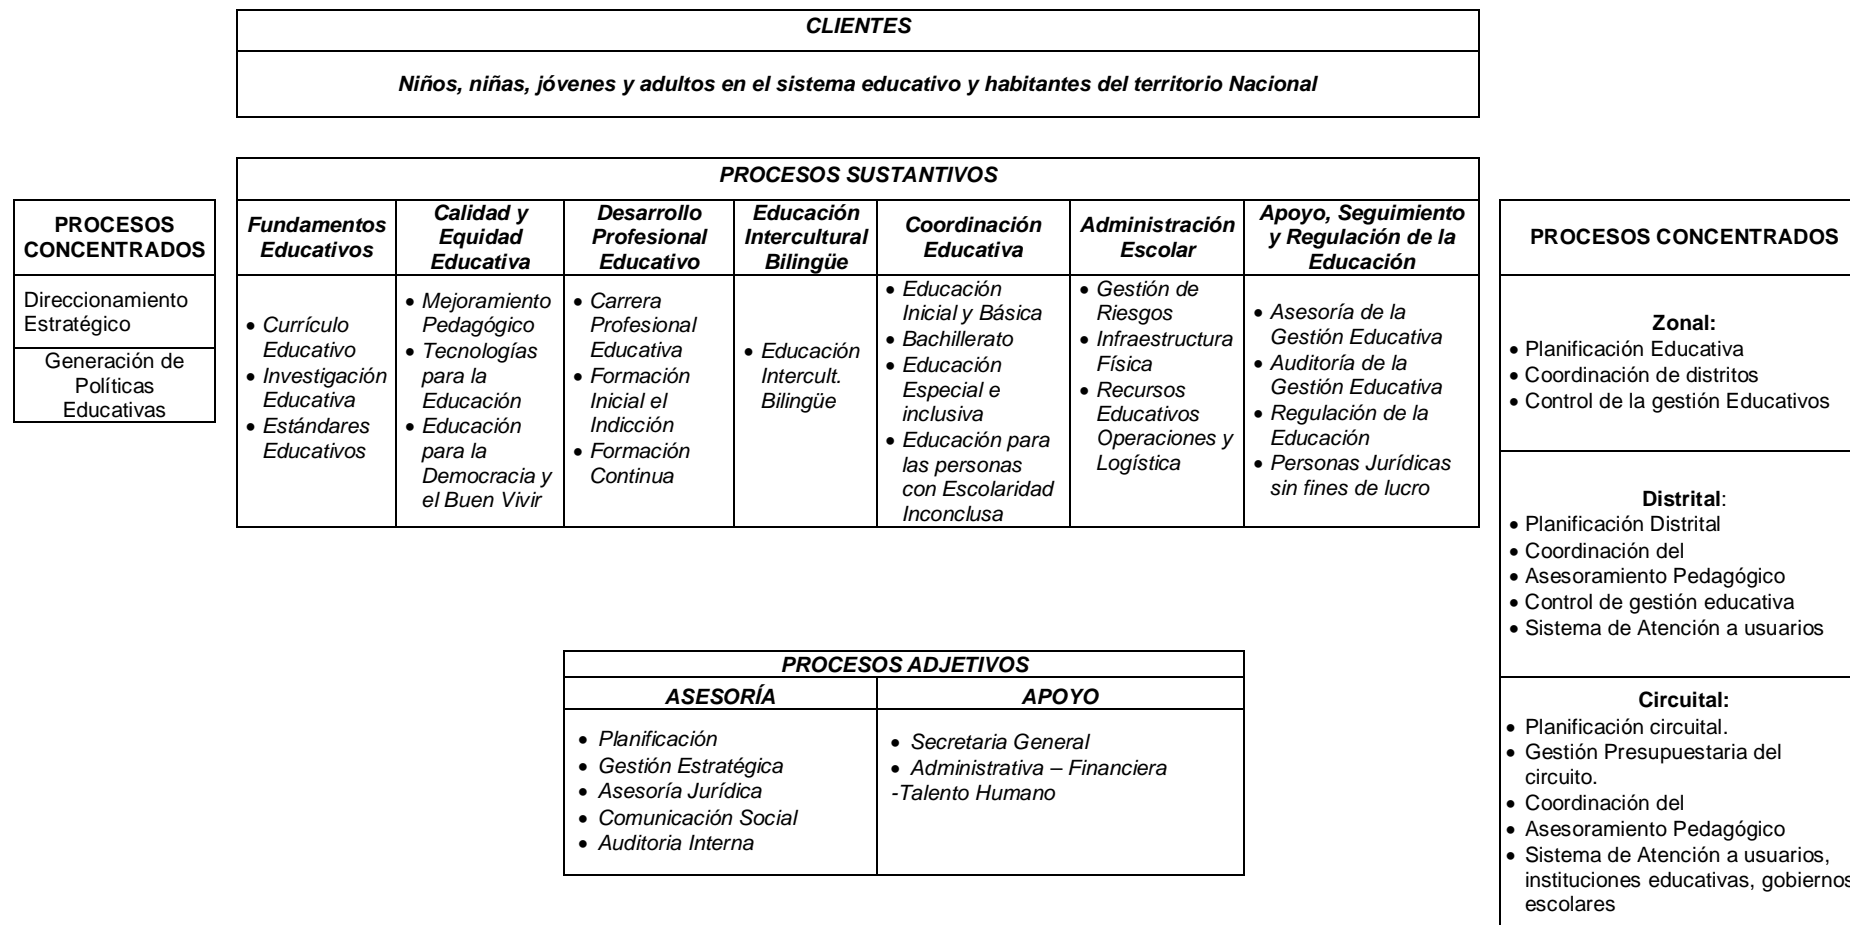 CLIENTES
Niños, niñas, jóvenes y adultos en el sistema educativo y habitantes del territorio Nacional
PROCESOS
CONCENTRADOS
Direccionamiento
Estratégico
Generación de
Políticas
Educativas
PROCESOS SUSTANTIVOS
Fundamentos
Educativos
• Currículo
Educativo
• Investigación
Educativa
• Estándares
Educativos
Calidad y
Equidad
Educativa
• Mejoramiento
Pedagógico
• Tecnologías
para la
Educación
• Educación
para la
Democracia y
el Buen Vivir
Desarrollo
Profesional
Educativo
• Carrera
Profesional
Educativa
• Formación
Inicial el
Indicción
• Formación
Continua
Educación
Intercultural
Bilingüe
• Educación
Intercult.
Bilingüe
Coordinación
Educativa
• Educación
Inicial y Básica
• Bachillerato
• Educación
Especial e
inclusiva
• Educación para
las personas
con Escolaridad
Inconclusa
Administración
Escolar
• Gestión de
Riesgos
• Infraestructura
Física
• Recursos
Educativos
Operaciones y
Logística
Apoyo, Seguimiento
y Regulación de la
Educación
• Asesoría de la
Gestión Educativa
• Auditoría de la
Gestión Educativa
• Regulación de la
Educación
• Personas Jurídicas
sin fines de lucro
PROCESOS ADJETIVOS
ASESORÍA
• Planificación
• Gestión Estratégica
• Asesoría Jurídica
• Comunicación Social
• Auditoria Interna
APOYO
• Secretaria General
• Administrativa – Financiera
-Talento Humano
PROCESOS CONCENTRADOS
Zonal:
• Planificación Educativa
• Coordinación de distritos
• Control de la gestión Educativos
Distrital:
• Planificación Distrital
• Coordinación del
• Asesoramiento Pedagógico
• Control de gestión educativa
• Sistema de Atención a usuarios
Circuital:
• Planificación circuital.
• Gestión Presupuestaria del
circuito.
• Coordinación del
• Asesoramiento Pedagógico
• Sistema de Atención a usuarios,
instituciones educativas, gobiernos
escolares